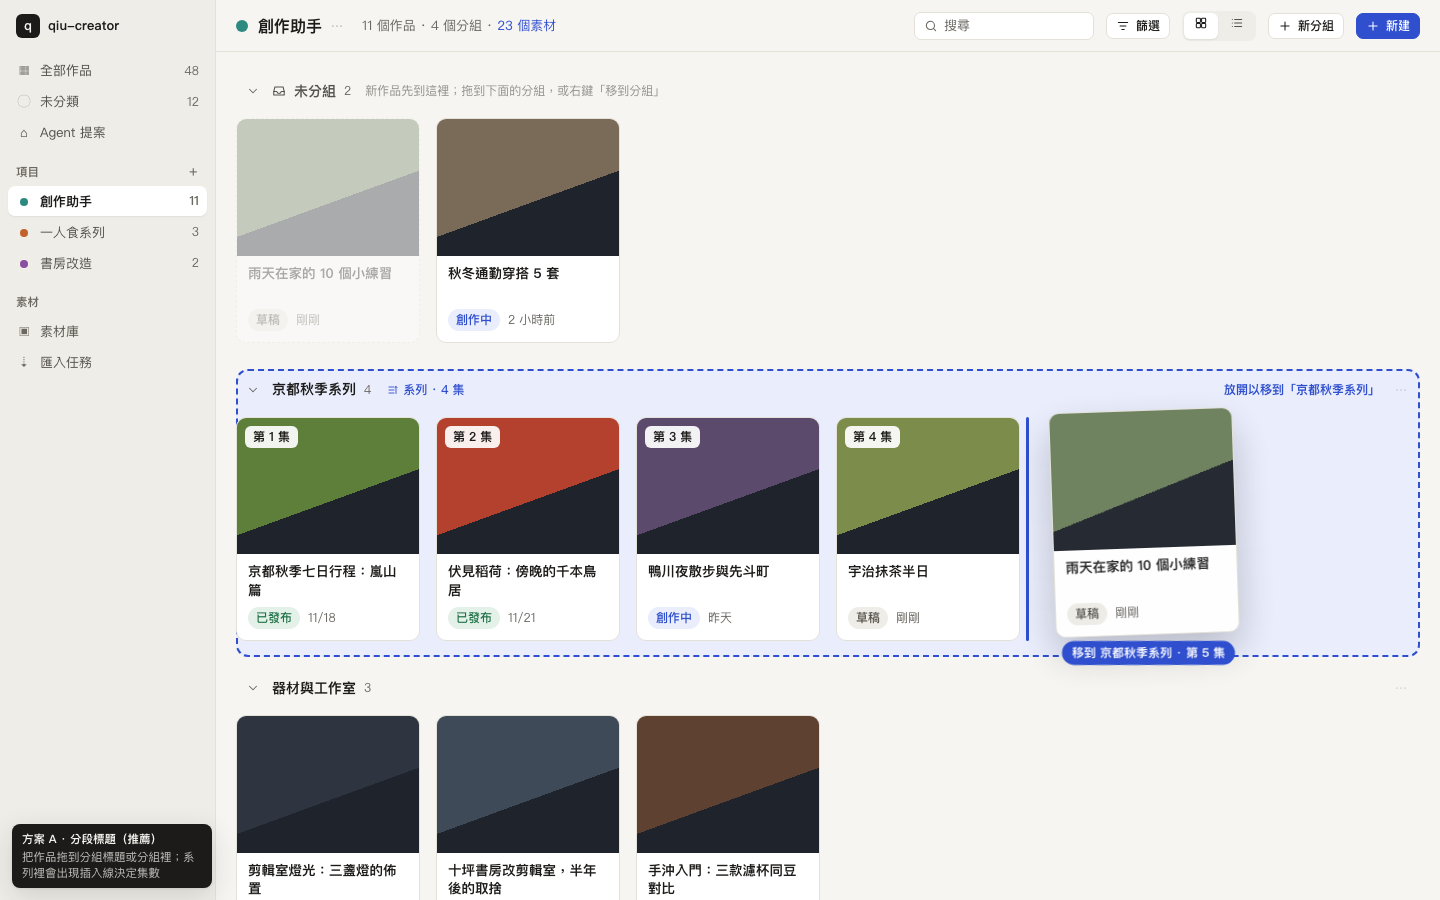 q qiu-creator
全部作品 48
未分類 12
Agent 提案
項目 +
創作助手 11
一人食系列 3
書房改造 2
素材
素材庫
匯入任務
方案 A · 分段標題（推薦）
把作品拖到分組標題或分組裡；系
列裡會出現插入線決定集數
創作助手 ··· 11 個作品 · 4 個分組 · 23 個素材
搜尋
篩選
+ 新分組
+ 新建
未分組 2 新作品先到這裡；拖到下面的分組，或右鍵「移到分組」
雨天在家的 10 個小練習
草稿 剛剛
秋冬通勤穿搭 5 套
創作中 2 小時前
京都秋季系列 4 系列 · 4 集
放開以移到「京都秋季系列」 ···
第 1 集
京都秋季七日行程：嵐山
篇
已發布 11/18
第 2 集
伏見稻荷：傍晚的千本鳥
居
已發布 11/21
第 3 集
鴨川夜散步與先斗町
創作中 昨天
第 4 集
宇治抹茶半日
草稿 剛剛
雨天在家的 10 個小練習
草稿 剛剛
移到 京都秋季系列 · 第 5 集
器材與工作室 3 ···
剪輯室燈光：三盞燈的佈
置
十坪書房改剪輯室，半年
後的取捨
手沖入門：三款濾杯同豆
對比